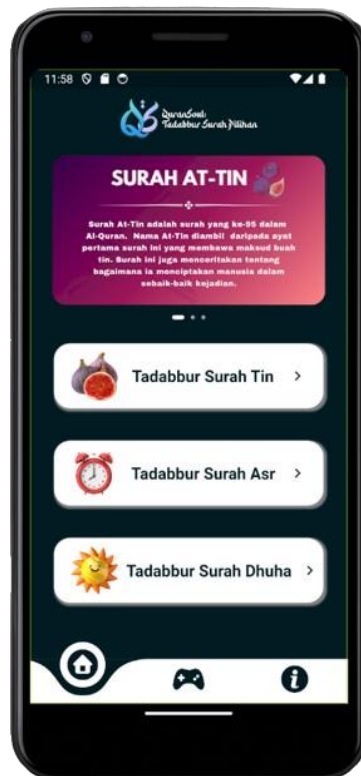 11:58
QuranSoul:
Tadabbur Surah Pilihan
SURAH AT-TIN
Surah At-Tin adalah surah yang ke-95 dalam
Al-Quran. Nama At-Tin diambil daripada ayat
pertama surah ini yang membawa maksud buah
tin. Surah ini juga menceritakan tentang
bagaimana ia menciptakan manusia dalam
sebaik-baik kejadian.
Tadabbur Surah Tin
Tadabbur Surah Asr
Tadabbur Surah Dhuha